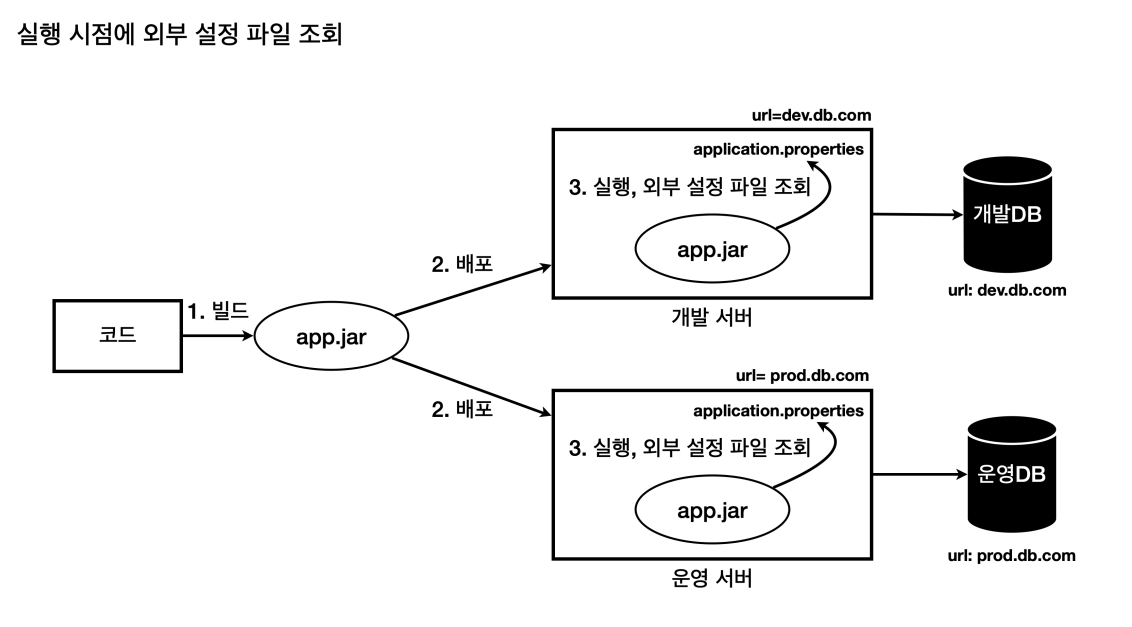 실행 시점에 외부 설정 파일 조회
코드
1. 빌드
app.jar
2. 배포
2. 배포
url=dev.db.com
application.properties
3. 실행, 외부 설정 파일 조회
app.jar
개발 서버
개발DB
url: dev.db.com
url= prod.db.com
application.properties
3. 실행, 외부 설정 파일 조회
app.jar
운영 서버
운영DB
url: prod.db.com